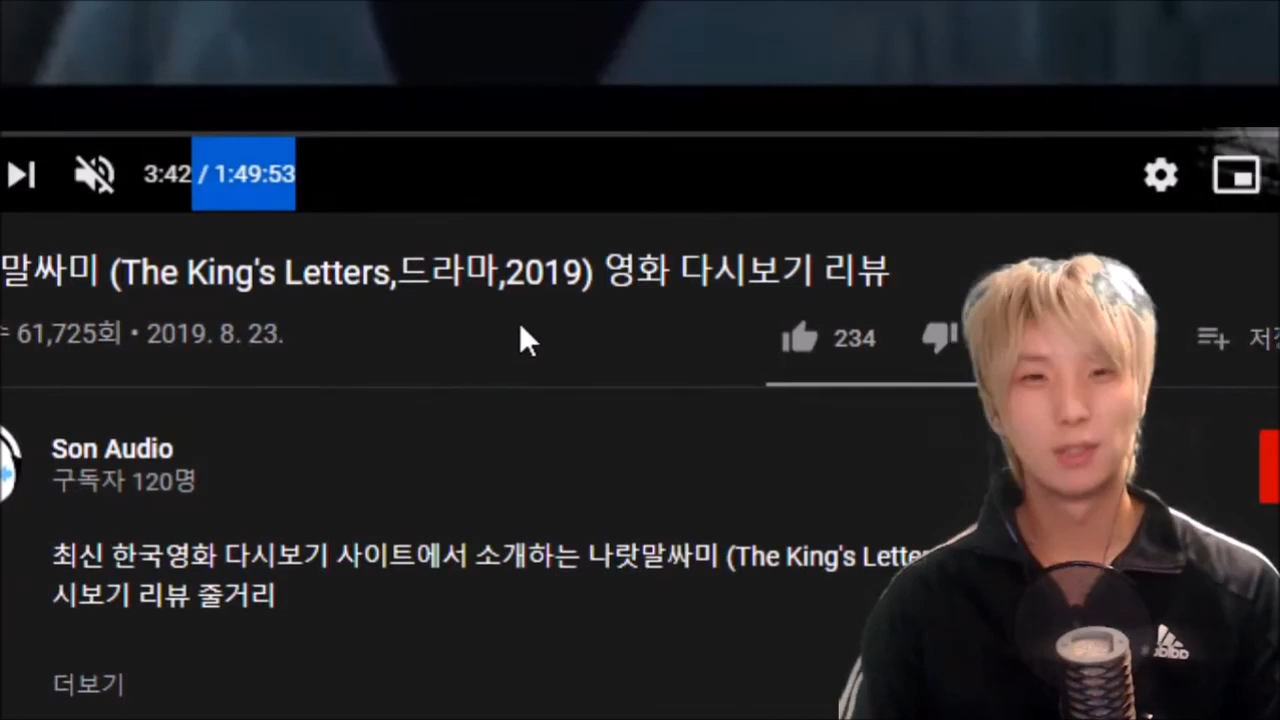 3:42 / 1:49:53
말싸미 (The King's Letters,드라마,2019) 영화 다시보기 리뷰
61,725회 • 2019. 8. 23.
234
Son Audio
구독자 120명
최신 한국영화 다시보기 사이트에서 소개하는 나랏말싸미 (The King's Letter
시보기 리뷰 줄거리
더보기